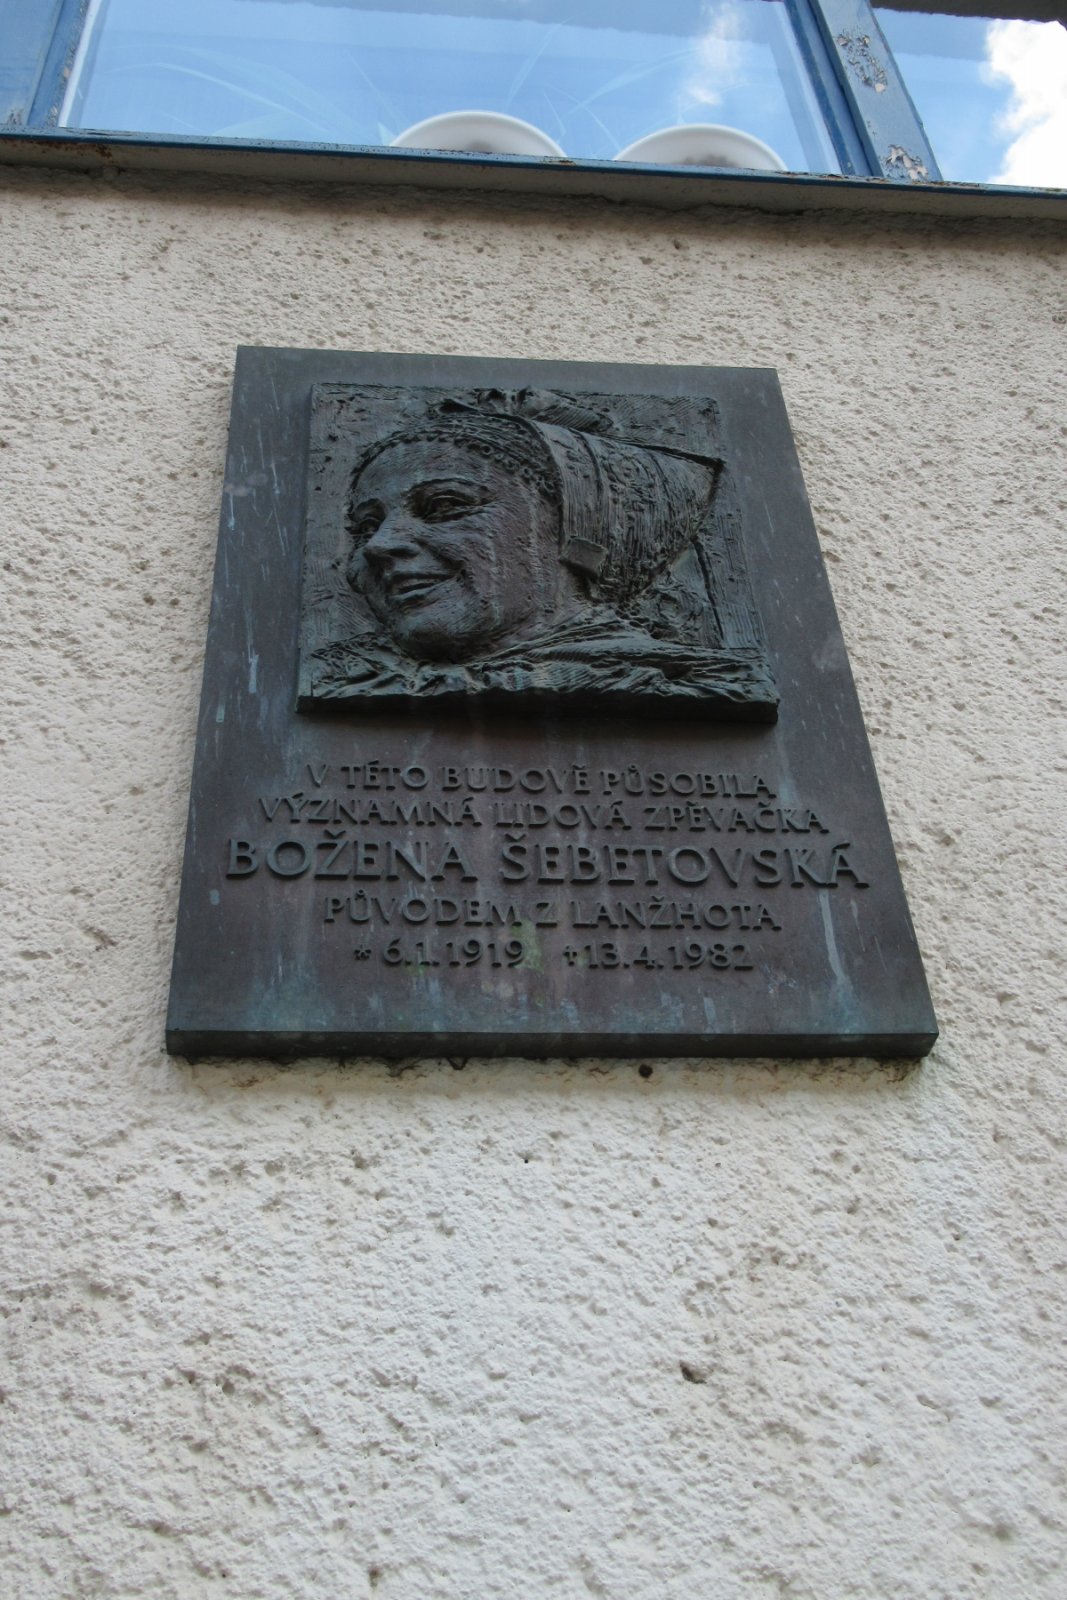 V TÉTO BUDOVĚ PŮSOBILA
VÝZNAMNÁ LIDOVÁ ZPĚVAČKA
BOŽENA ŠEBETOVSKÁ
PŮVODEM Z LANŽHOTA
* 6.1.1919 ✝13.4.1982